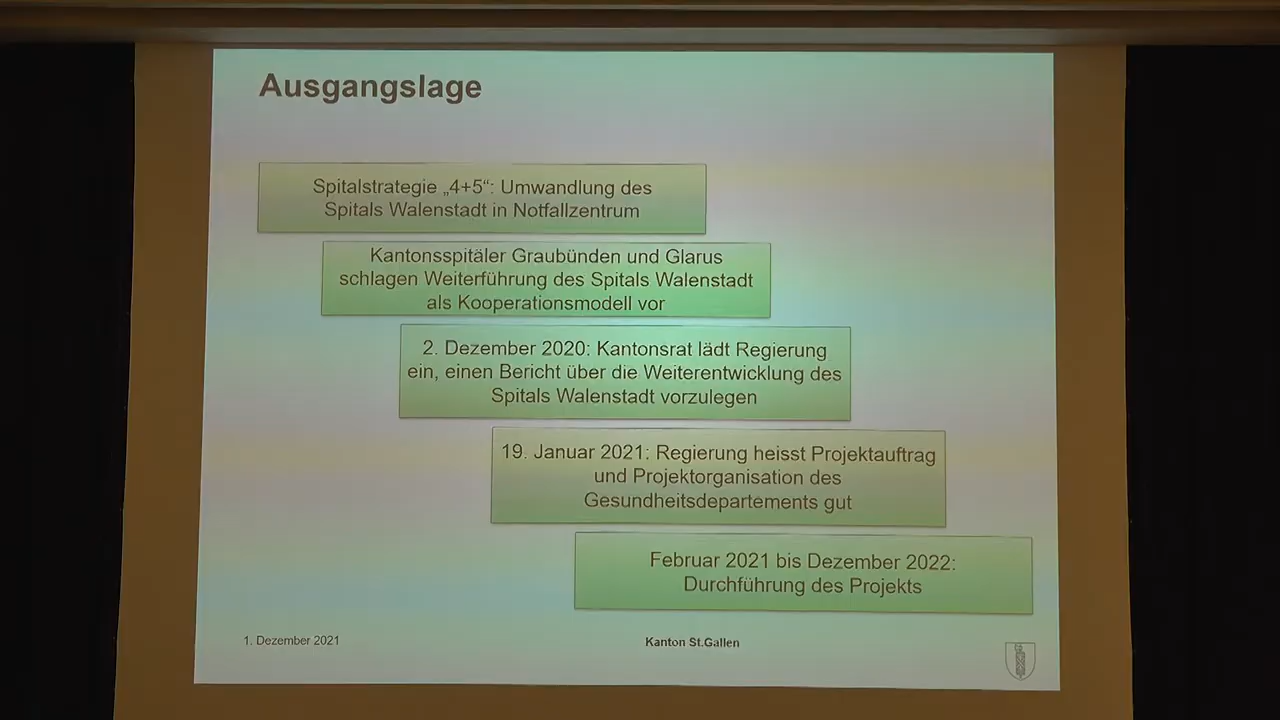 Ausgangslage
Spitalstrategie „4+5“: Umwandlung des
Spitals Walenstadt in Notfallzentrum
Kantonsspitäler Graubünden und Glarus
schlagen Weiterführung des Spitals Walenstadt
als Kooperationsmodell vor
2. Dezember 2020: Kantonsrat lädt Regierung
ein, einen Bericht über die Weiterentwicklung des
Spitals Walenstadt vorzulegen
19. Januar 2021: Regierung heisst Projektauftrag
und Projektorganisation des
Gesundheitsdepartements gut
Februar 2021 bis Dezember 2022:
Durchführung des Projekts
1. Dezember 2021
Kanton St.Gallen